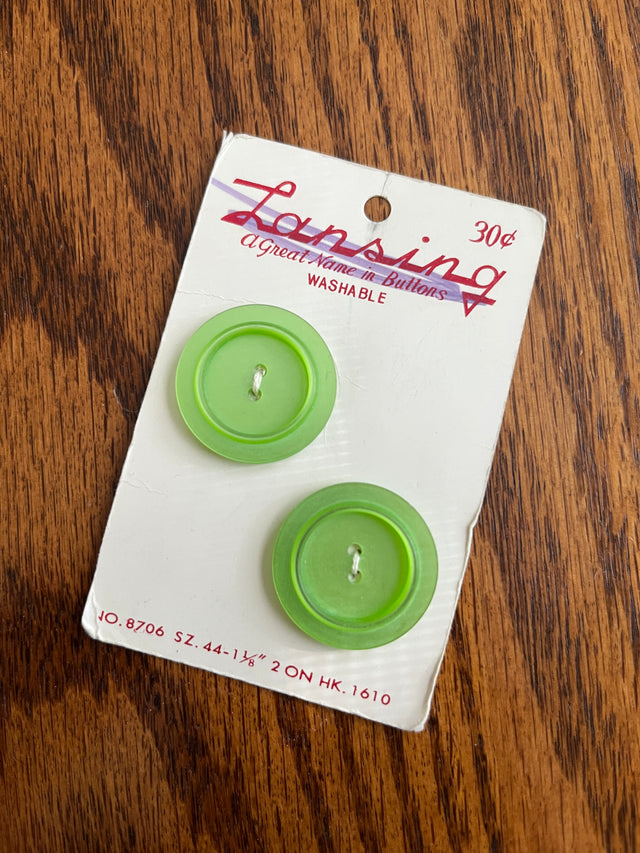 30¢
Lansing
A Great Name in Buttons
WASHABLE
NO. 8706 SZ. 44-1⅛" 2 ON HK. 1610